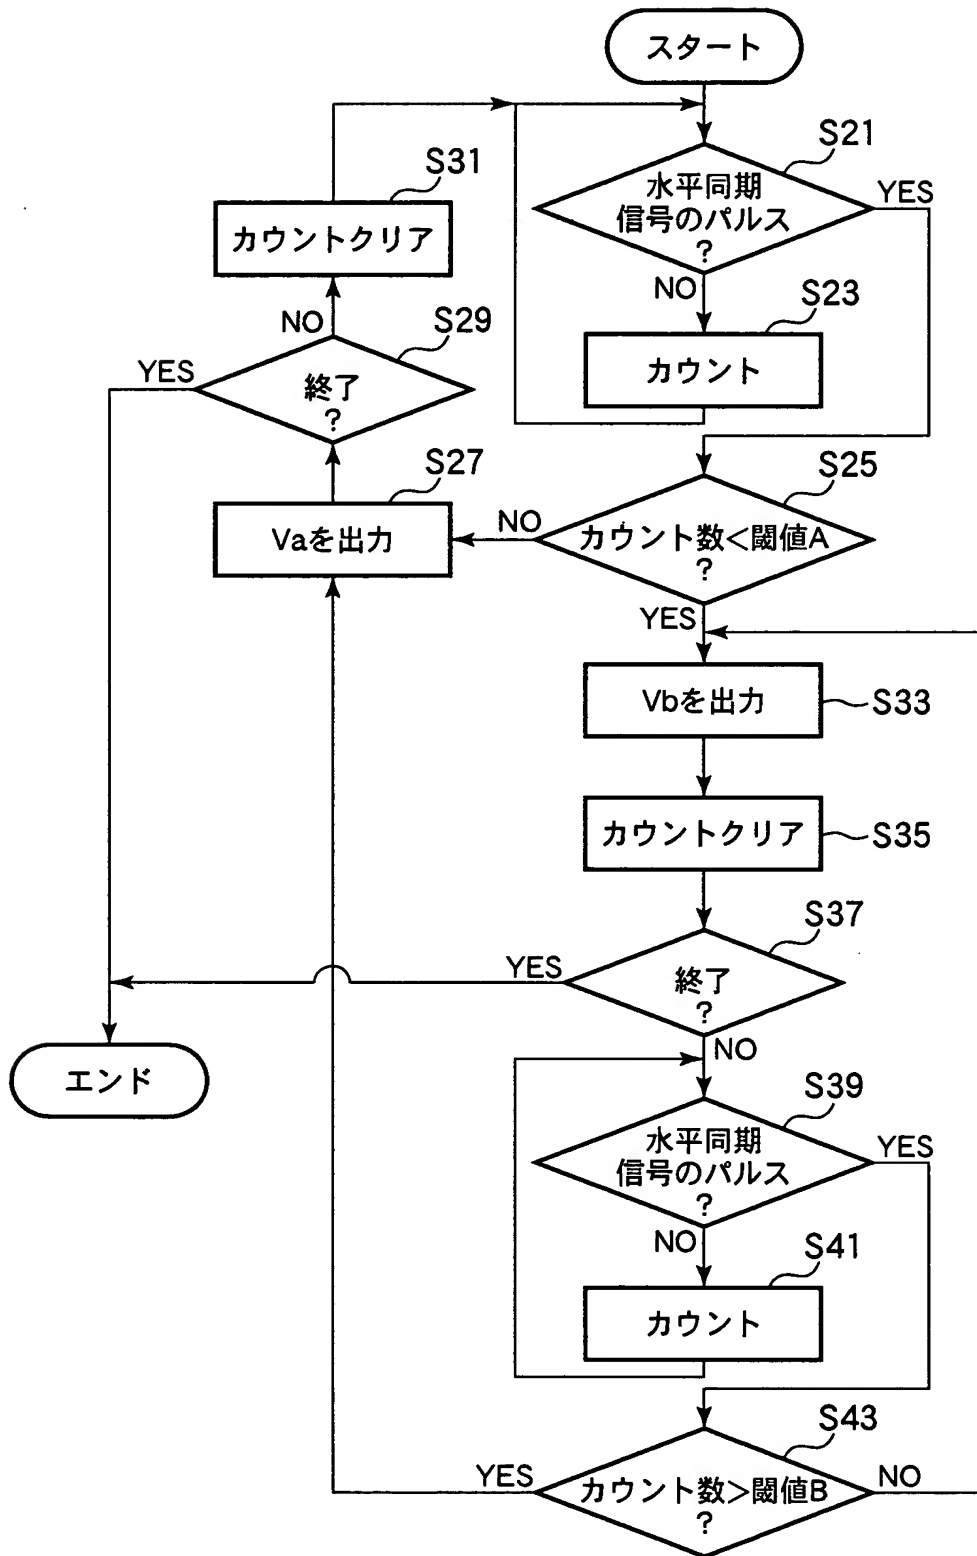 スタート
S21
水平同期
信号のパルス
?
YES
NO
S23
カウント
S31
カウントクリア
NO
S29
YES
終了
?
S27
Vaを出力
S25
NO
カウント数<閾値A
?
YES
Vbを出力
S33
カウントクリア
S35
S37
YES
終了
?
NO
エンド
S39
水平同期
信号のパルス
?
YES
NO
S41
カウント
S43
YES
カウント数>閾値B
?
NO